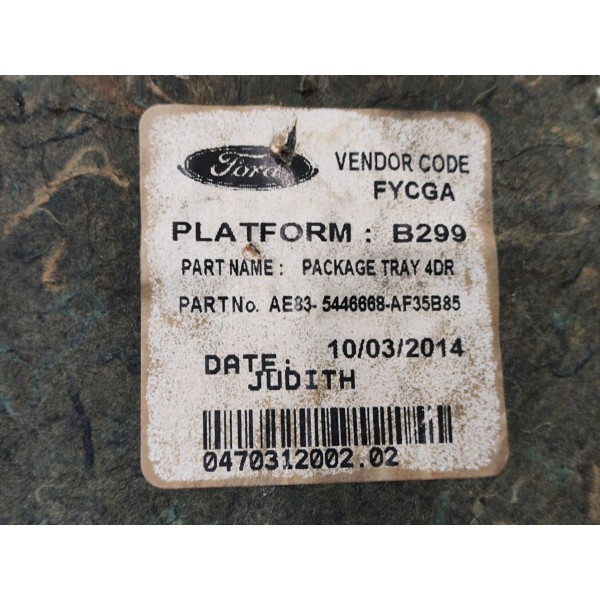 Ford
VENDOR CODE
FYCGA
PLATFORM : B299
PART NAME : PACKAGE TRAY 4DR
PART No. AE83-5446668-AF35B85
DATE: 10/03/2014
JUDITH
0470312002.02